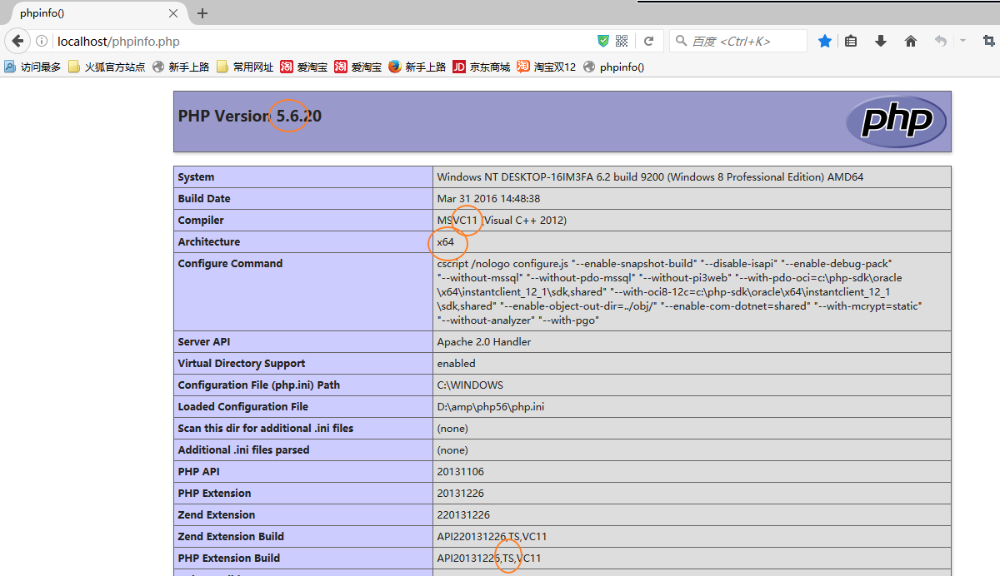 phpinfo()
localhost/phpinfo.php
百度 <Ctrl+K>
访问最多 火狐官方站点 新手上路 常用网址 淘 爱淘宝 淘 爱淘宝 新手上路 JD 京东商城 淘 淘宝双12 phpinfo()
PHP Version 5.6.20
php
System Windows NT DESKTOP-16IM3FA 6.2 build 9200 (Windows 8 Professional Edition) AMD64
Build Date Mar 31 2016 14:48:38
Compiler MSVC11 (Visual C++ 2012)
Architecture x64
Configure Command cscript /nologo configure.js "--enable-snapshot-build" "--disable-isapi" "--enable-debug-pack"
"--without-mssql" "--without-pdo-mssql" "--without-pi3web" "--with-pdo-oci=c:\php-sdk\oracle
\x64\instantclient_12_1\sdk,shared" "--with-oci8-12c=c:\php-sdk\oracle\x64\instantclient_12_1
\sdk,shared" "--enable-object-out-dir=../obj/" "--enable-com-dotnet=shared" "--with-mcrypt=static"
"--without-analyzer" "--with-pgo"
Server API Apache 2.0 Handler
Virtual Directory Support enabled
Configuration File (php.ini) Path C:\WINDOWS
Loaded Configuration File D:\amp\php56\php.ini
Scan this dir for additional .ini files (none)
Additional .ini files parsed (none)
PHP API 20131106
PHP Extension 20131226
Zend Extension 220131226
Zend Extension Build API220131226,TS,VC11
PHP Extension Build API20131226,TS,VC11